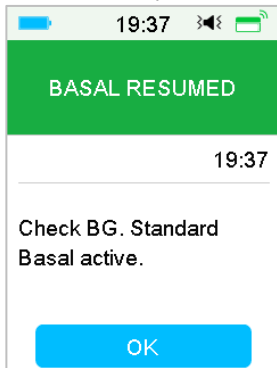 19:37
BASAL RESUMED
19:37
Check BG. Standard
Basal active.
OK